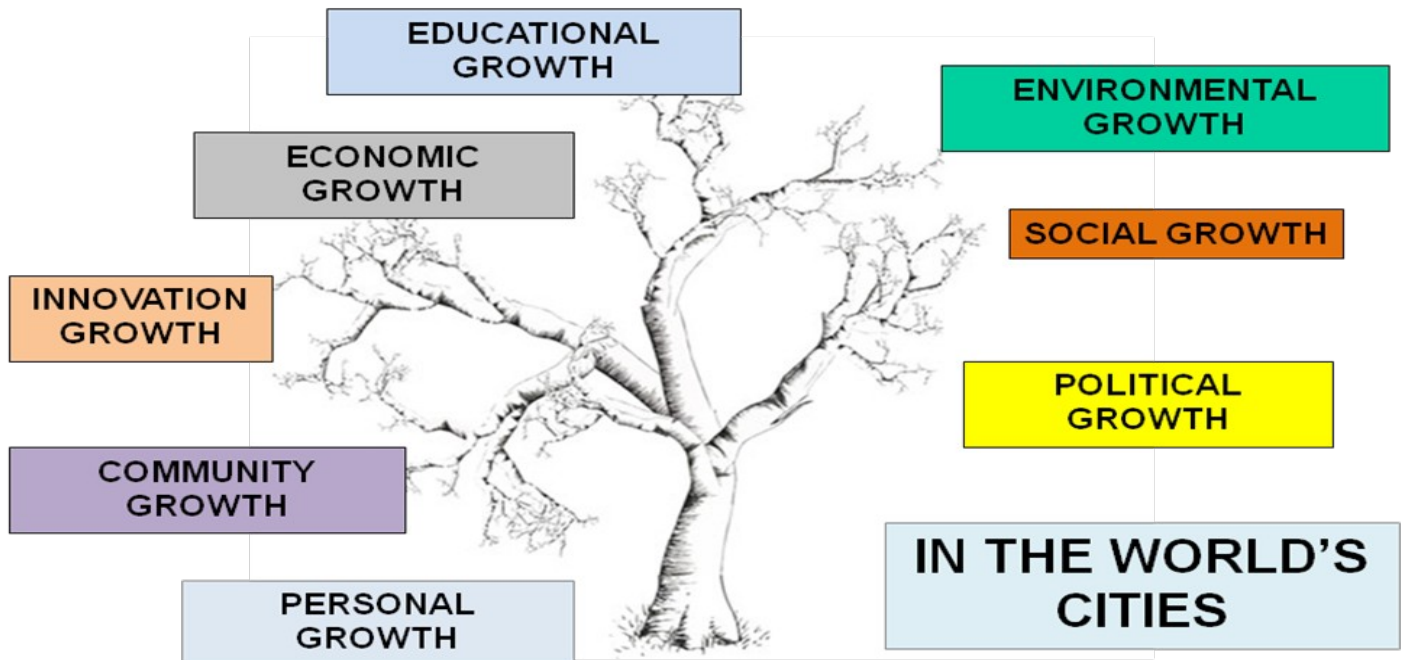 EDUCATIONAL
GROWTH
ENVIRONMENTAL
GROWTH
ECONOMIC
GROWTH
SOCIAL GROWTH
INNOVATION
GROWTH
POLITICAL
GROWTH
COMMUNITY
GROWTH
IN THE WORLD’S
CITIES
PERSONAL
GROWTH